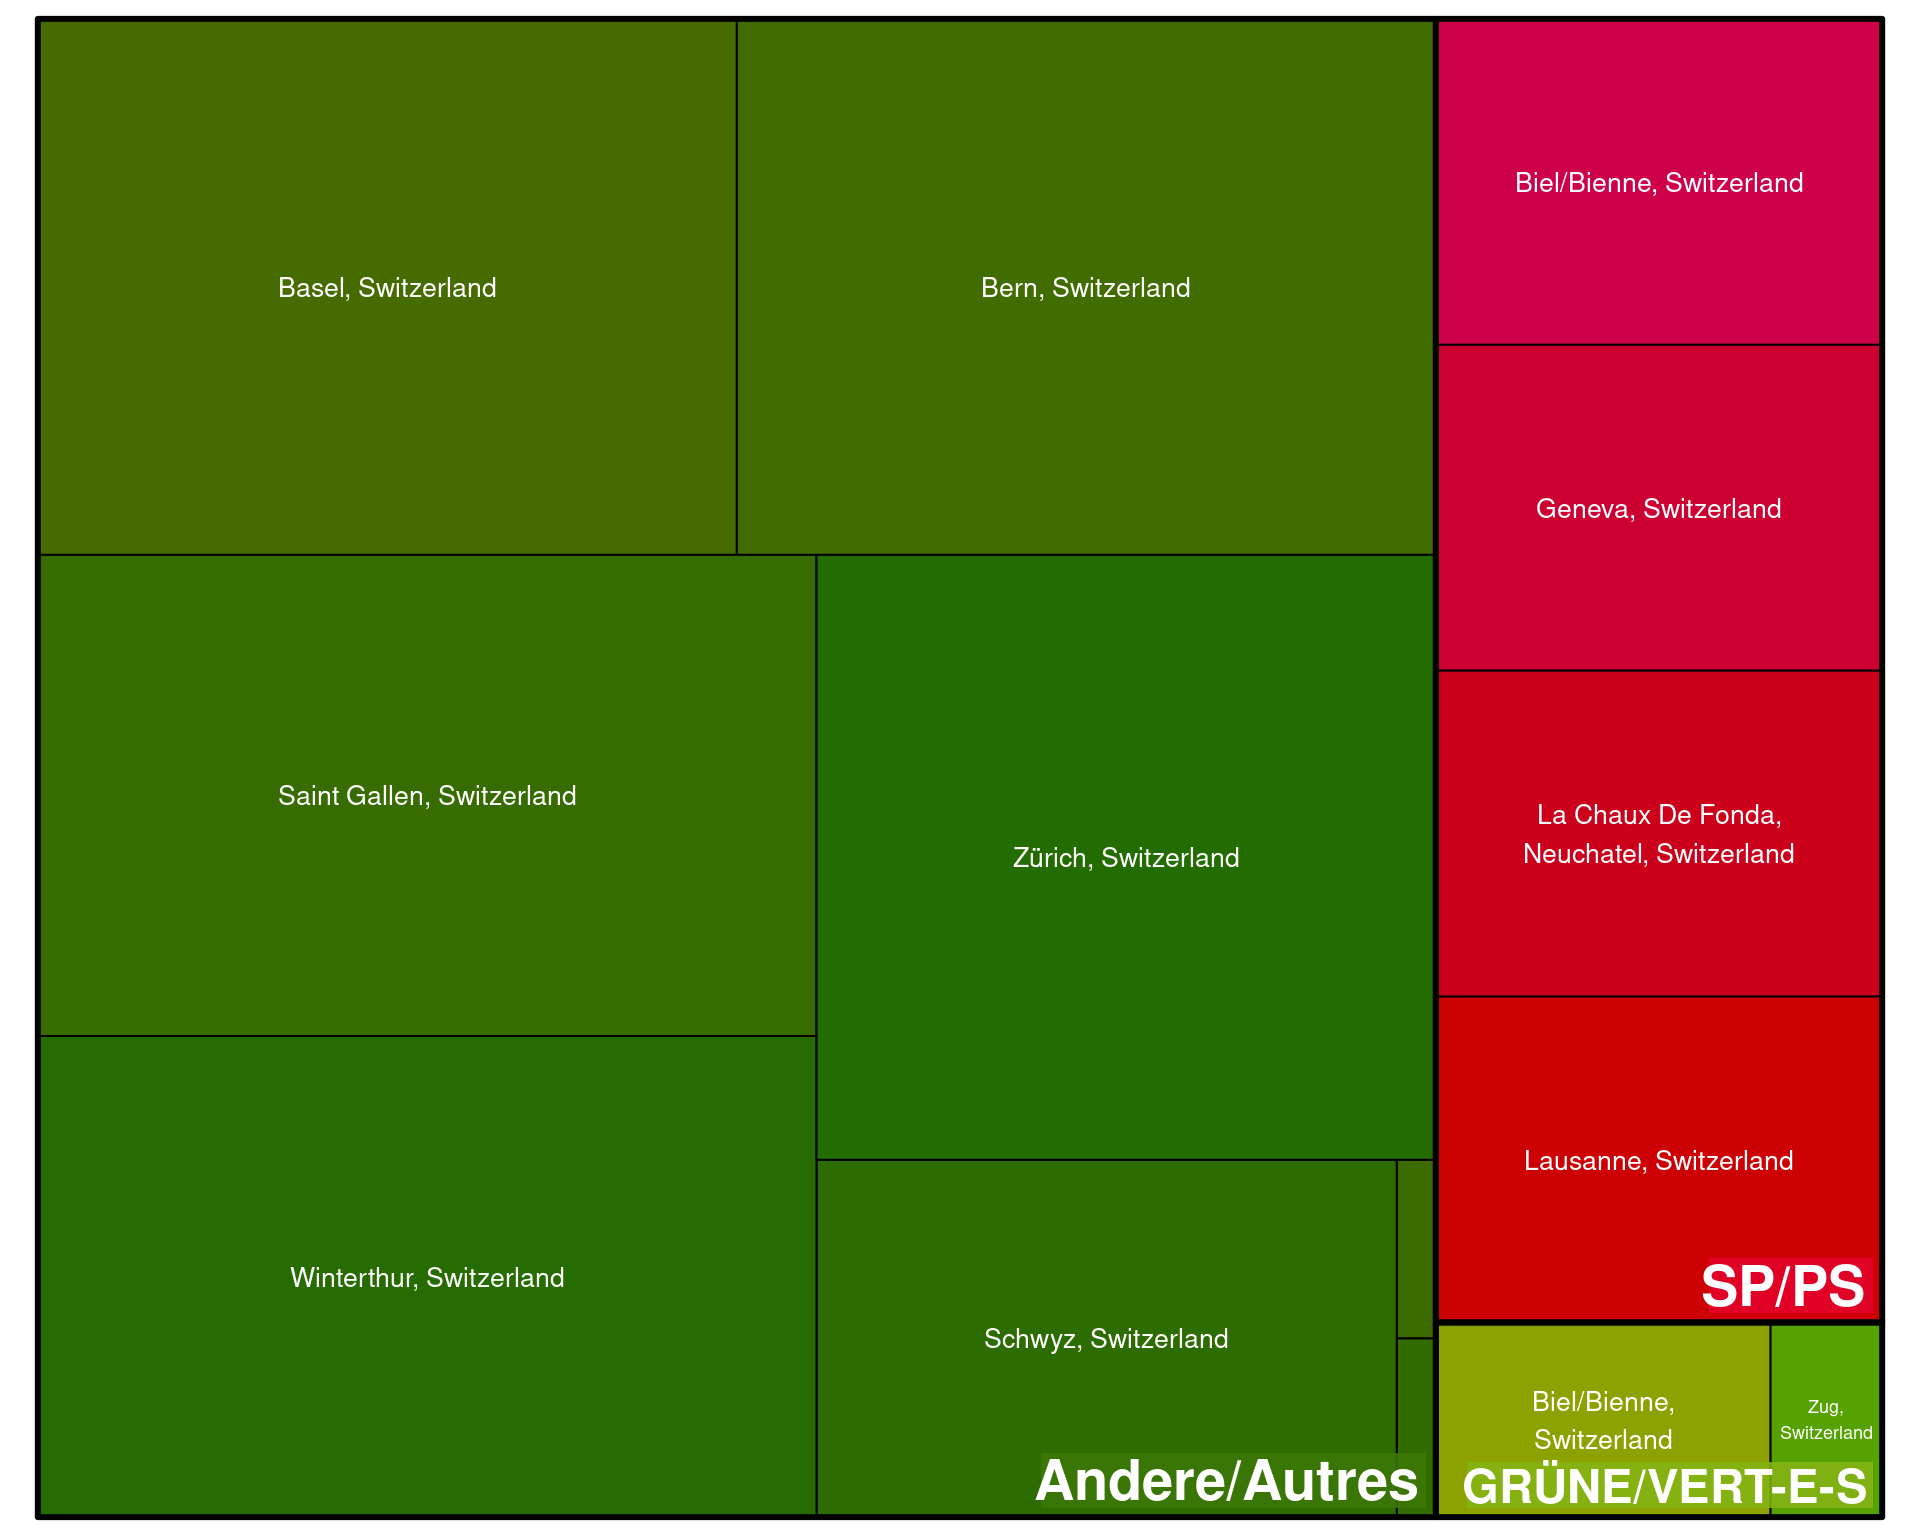 Basel, Switzerland
Bern, Switzerland
Saint Gallen, Switzerland
Zürich, Switzerland
Winterthur, Switzerland
Schwyz, Switzerland
Andere/Autres
Biel/Bienne, Switzerland
Geneva, Switzerland
La Chaux De Fonda,
Neuchatel, Switzerland
Lausanne, Switzerland
SP/PS
Biel/Bienne,
Switzerland
Zug,
Switzerland
GRÜNE/VERT-E-S